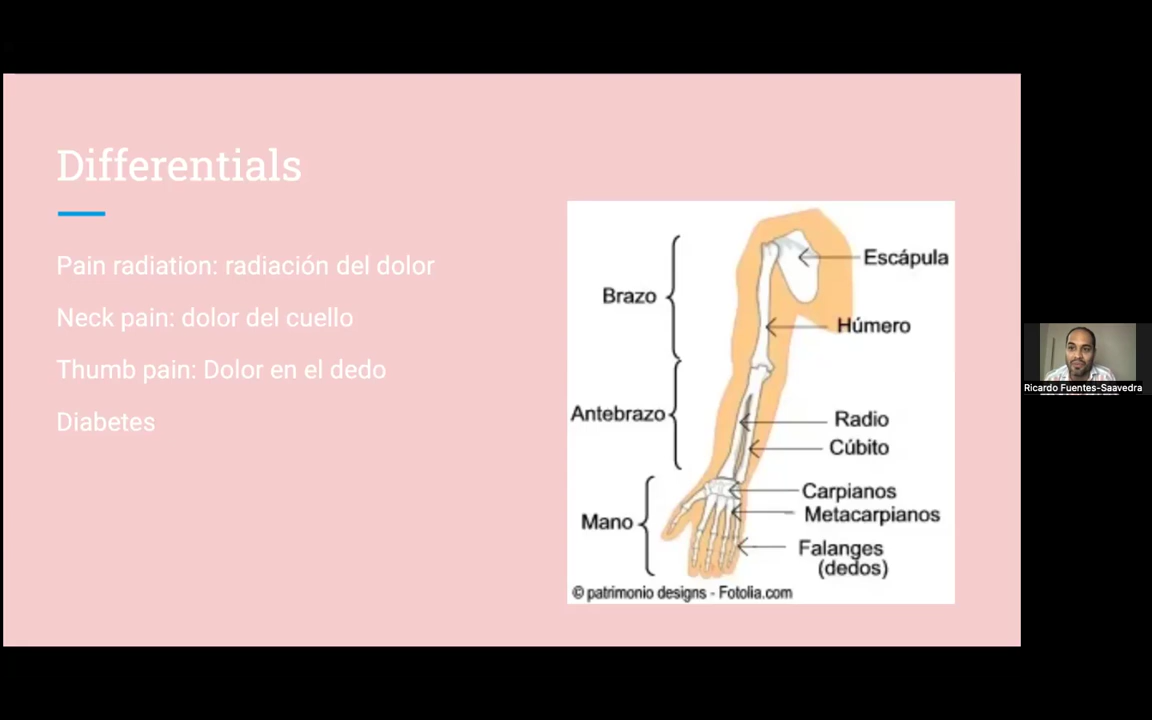 Differentials
Pain radiation: radiación del dolor
Neck pain: dolor del cuello
Thumb pain: Dolor en el dedo
Diabetes
Escápula
Brazo
Húmero
Antebrazo
Radio
Cúbito
Carpianos
Metacarpianos
Mano
Falanges
(dedos)
© patrimonio designs - Fotolia.com
Ricardo Fuentes-Saavedra